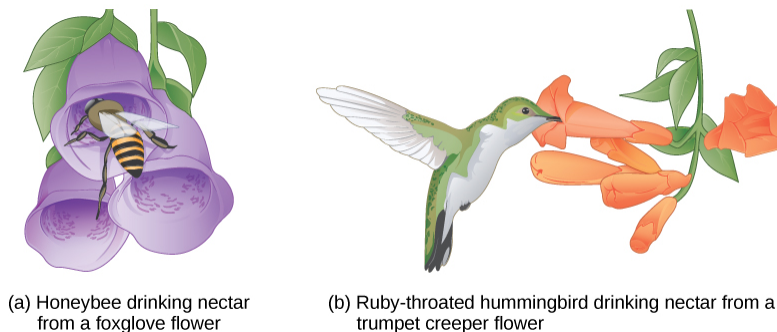 (a) Honeybee drinking nectar
from a foxglove flower
(b) Ruby-throated hummingbird drinking nectar from a
trumpet creeper flower